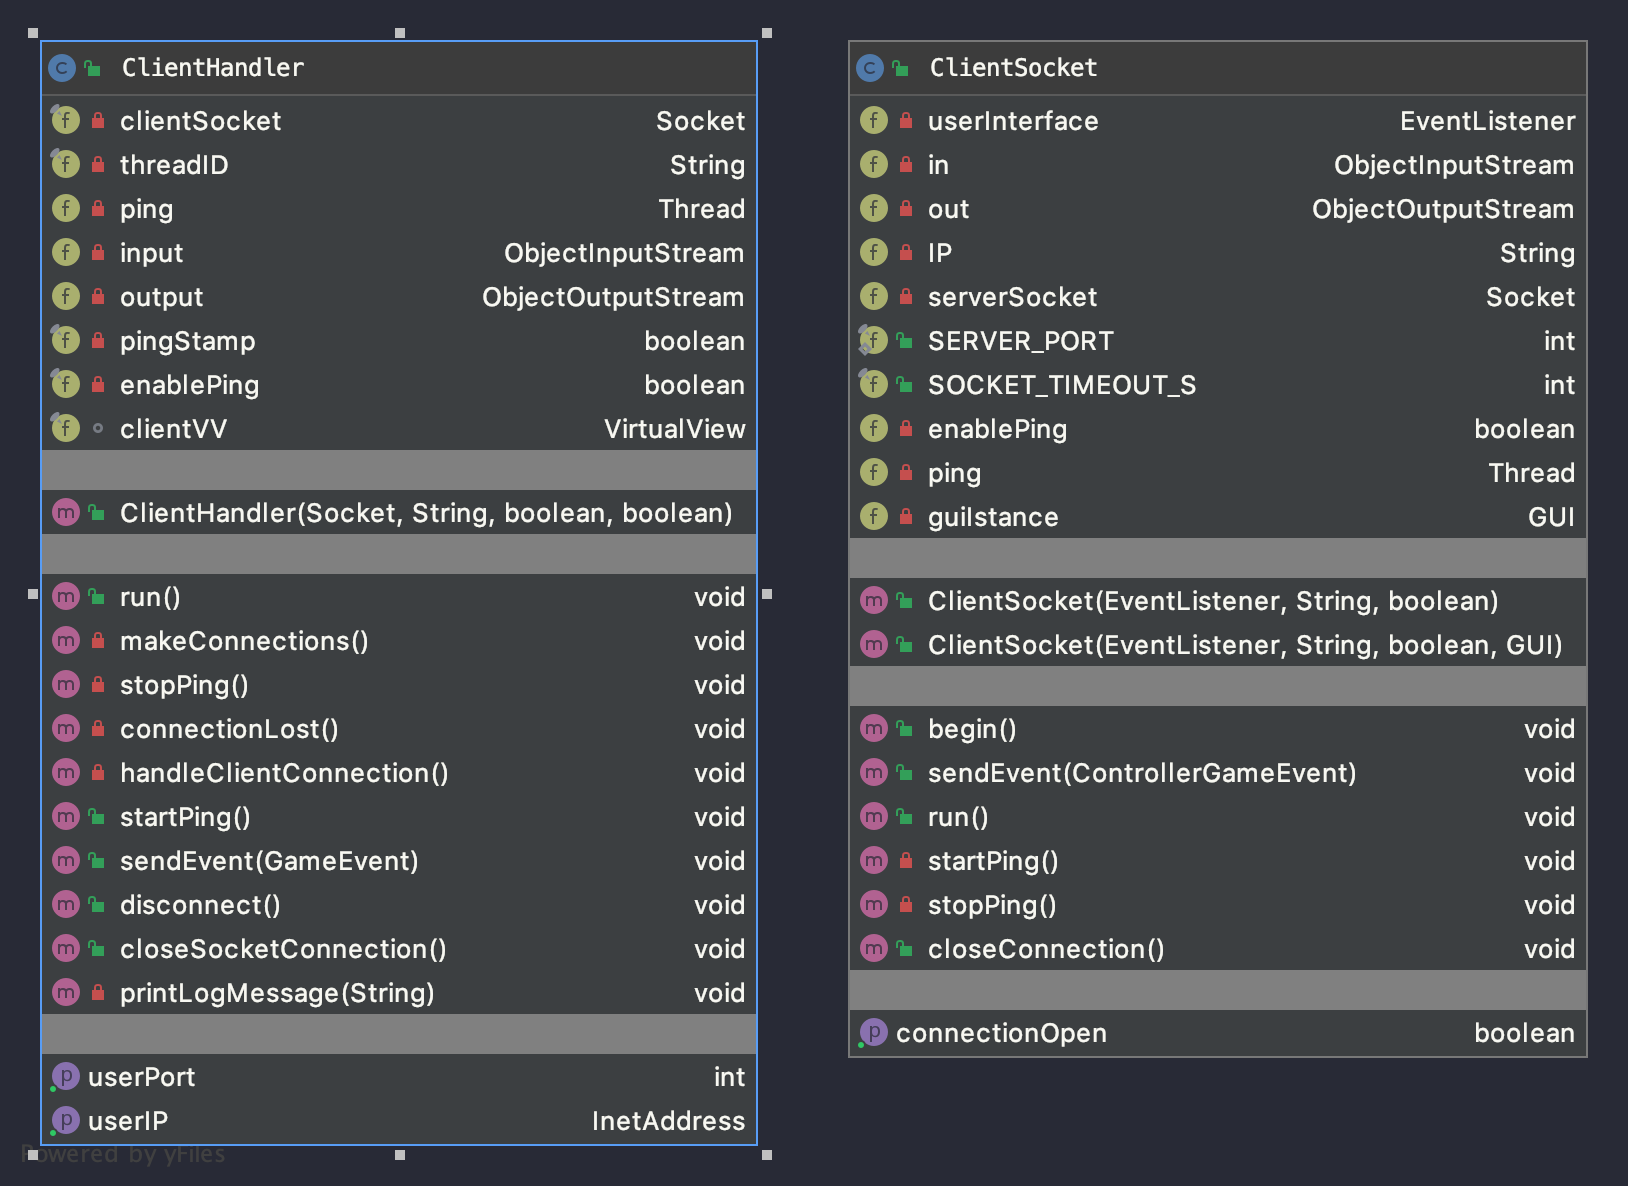 ClientHandler
clientSocket Socket
threadID String
ping Thread
input ObjectInputStream
output ObjectOutputStream
pingStamp boolean
enablePing boolean
clientVV VirtualView
ClientHandler(Socket, String, boolean, boolean)
run() void
makeConnections() void
stopPing() void
connectionLost() void
handleClientConnection() void
startPing() void
sendEvent(GameEvent) void
disconnect() void
closeSocketConnection() void
printLogMessage(String) void
userPort int
userIP InetAddress
Powered by yFiles
ClientSocket
userInterface EventListener
in ObjectInputStream
out ObjectOutputStream
IP String
serverSocket Socket
SERVER_PORT int
SOCKET_TIMEOUT_S int
enablePing boolean
ping Thread
guiIstance GUI
ClientSocket(EventListener, String, boolean)
ClientSocket(EventListener, String, boolean, GUI)
begin() void
sendEvent(ControllerGameEvent) void
run() void
startPing() void
stopPing() void
closeConnection() void
connectionOpen boolean